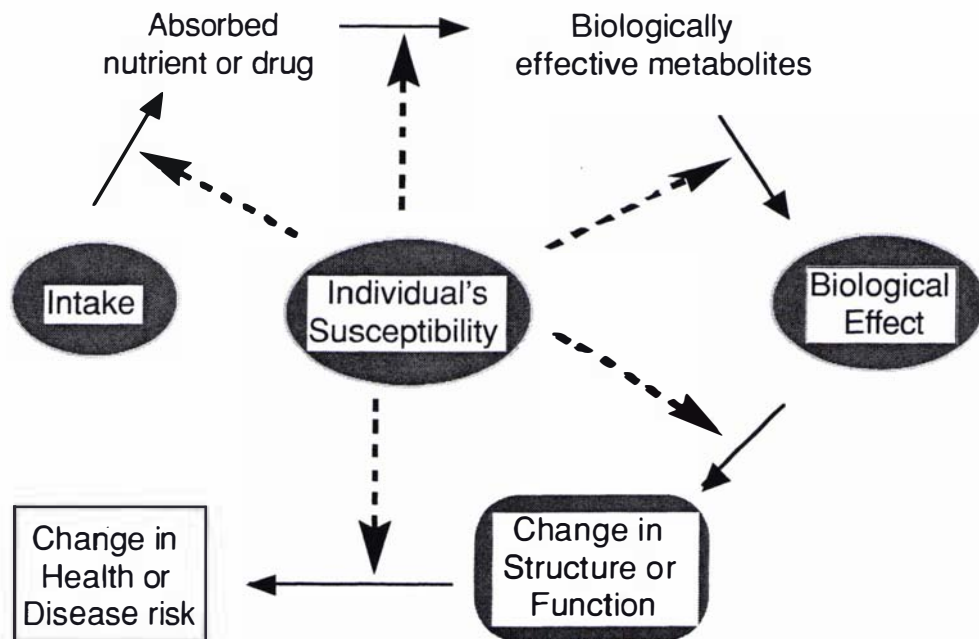 Absorbed
nutrient or drug
Biologically
effective metabolites
Intake
Individual's
Susceptibility
Biological
Effect
Change in
Health or
Disease risk
Change in
Structure or
Function